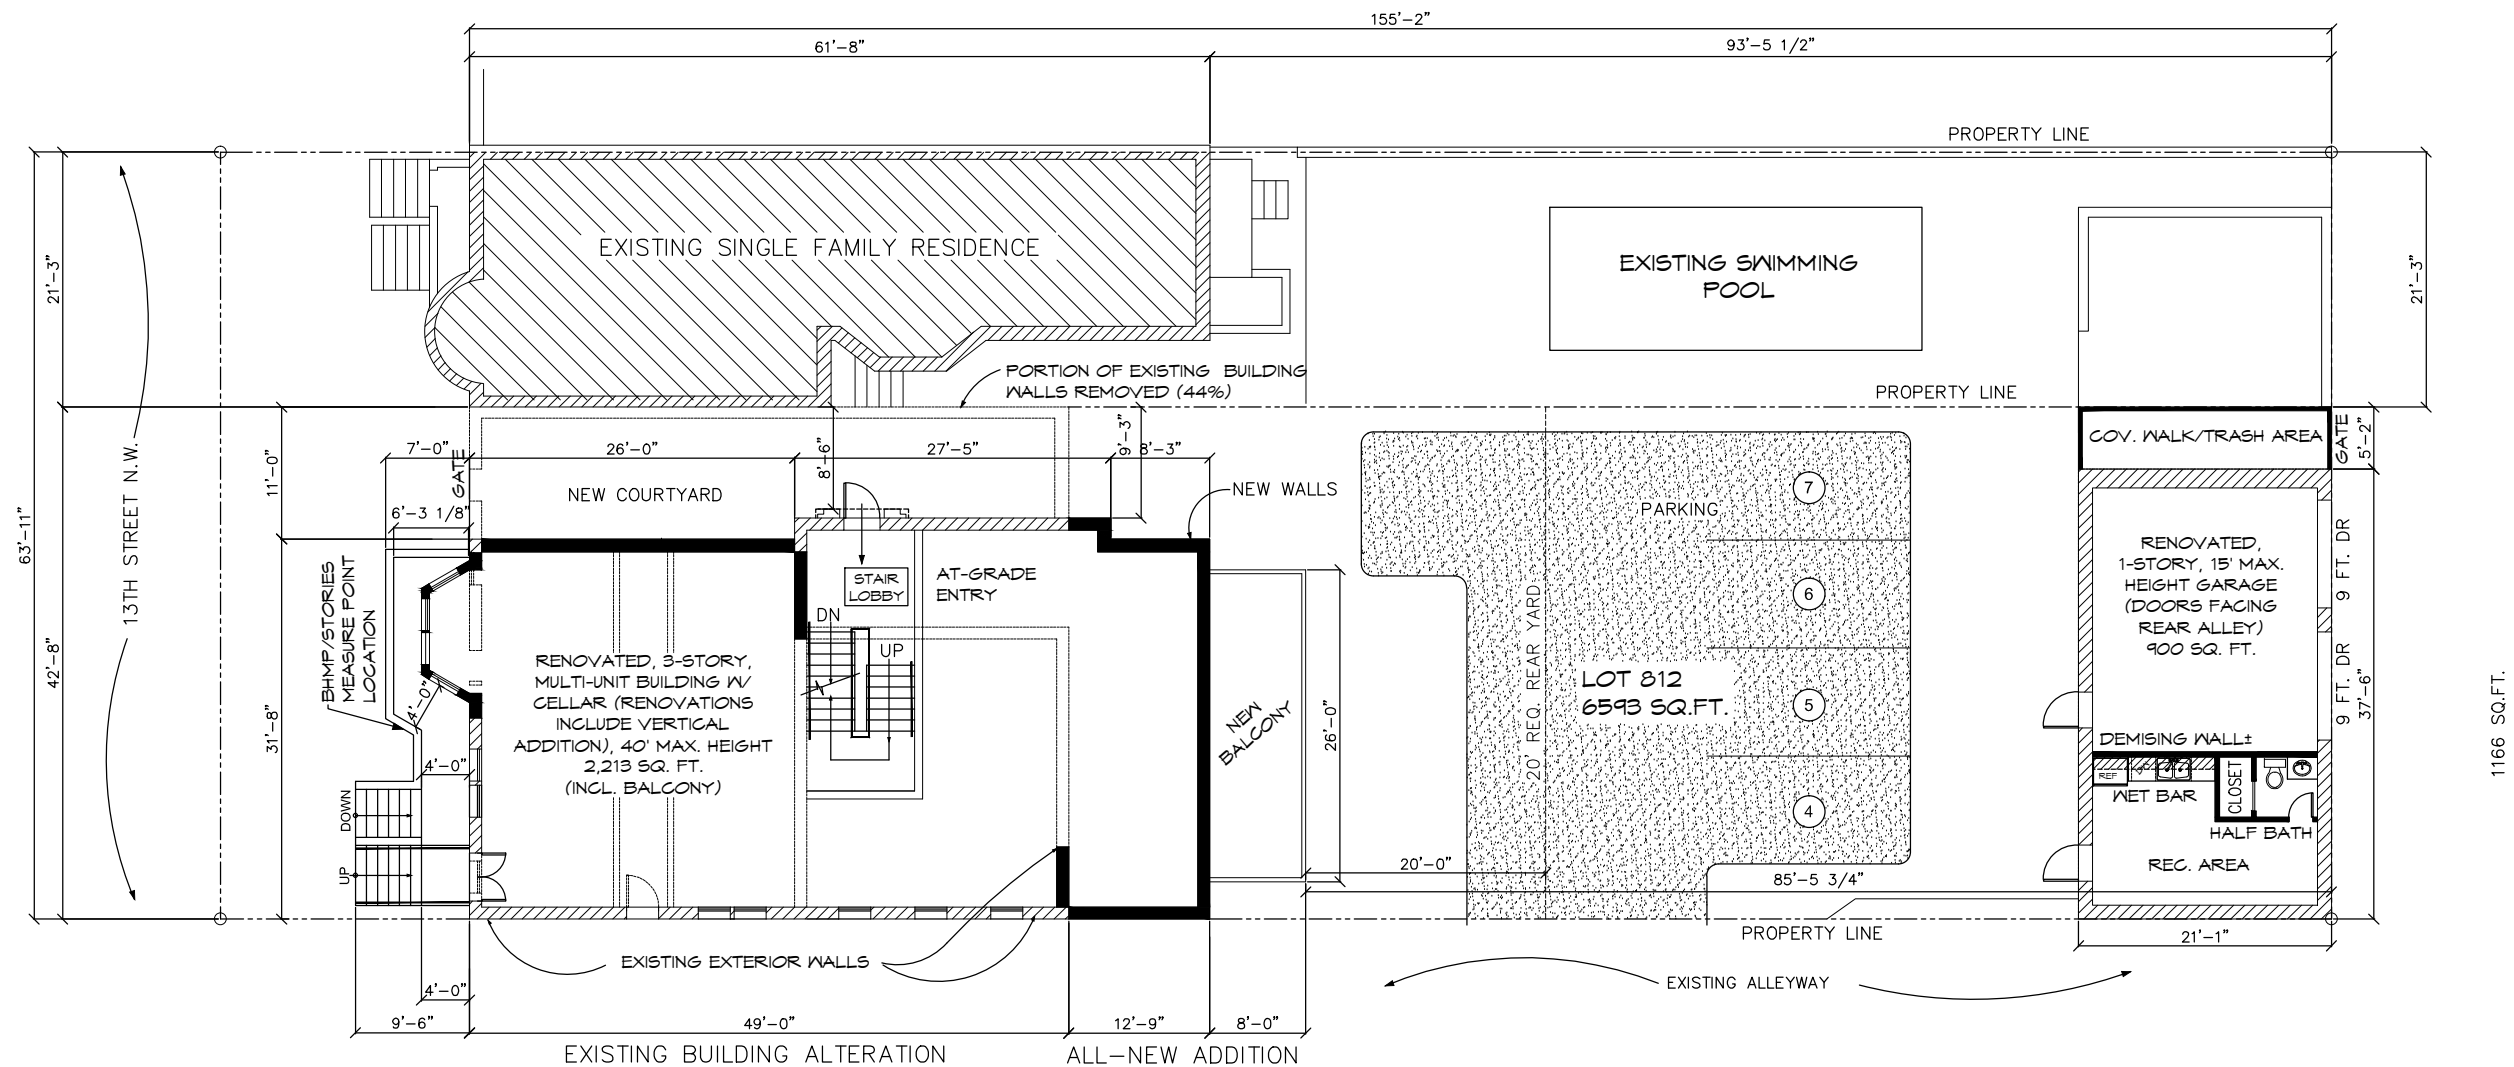 155'-2"
61'-8"
93'-5 1/2"
PROPERTY LINE
EXISTING SINGLE FAMILY RESIDENCE
EXISTING SWIMMING
POOL
21'-3"
21'-3"
63'-11"
42'-8"
13TH STREET N.W.
PORTION OF EXISTING BUILDING
WALLS REMOVED (44%)
PROPERTY LINE
11'-0"
7'-0"
GATE
26'-0"
8'-6"
27'-5"
9'-3"
8'-3"
COV. WALK/TRASH AREA
GATE
5'-2"
6'-3 1/8"
NEW COURTYARD
NEW WALLS
PARKING
7
6
5
4
BHMP/STORIES
MEASURE POINT
LOCATION
31'-8"
4'-0"
STAIR
LOBBY
AT-GRADE
ENTRY
DN
UP
RENOVATED, 3-STORY,
MULTI-UNIT BUILDING W/
CELLAR (RENOVATIONS
INCLUDE VERTICAL
ADDITION), 40' MAX. HEIGHT
2,213 SQ. FT.
(INCL. BALCONY)
NEW
BALCONY
26'-0"
20' REQ. REAR YARD
LOT 812
6593 SQ.FT.
RENOVATED,
1-STORY, 15' MAX.
HEIGHT GARAGE
(DOORS FACING
REAR ALLEY)
900 SQ. FT.
9 FT. DR
9 FT. DR
37'-6"
1166 SQ.FT.
DEMISING WALL±
REF
WET BAR
CLOSET
HALF BATH
REC. AREA
4'-0"
DOWN
UP
20'-0"
85'-5 3/4"
PROPERTY LINE
21'-1"
EXISTING EXTERIOR WALLS
EXISTING ALLEYWAY
4'-0"
9'-6"
49'-0"
12'-9"
8'-0"
EXISTING BUILDING ALTERATION
ALL-NEW ADDITION